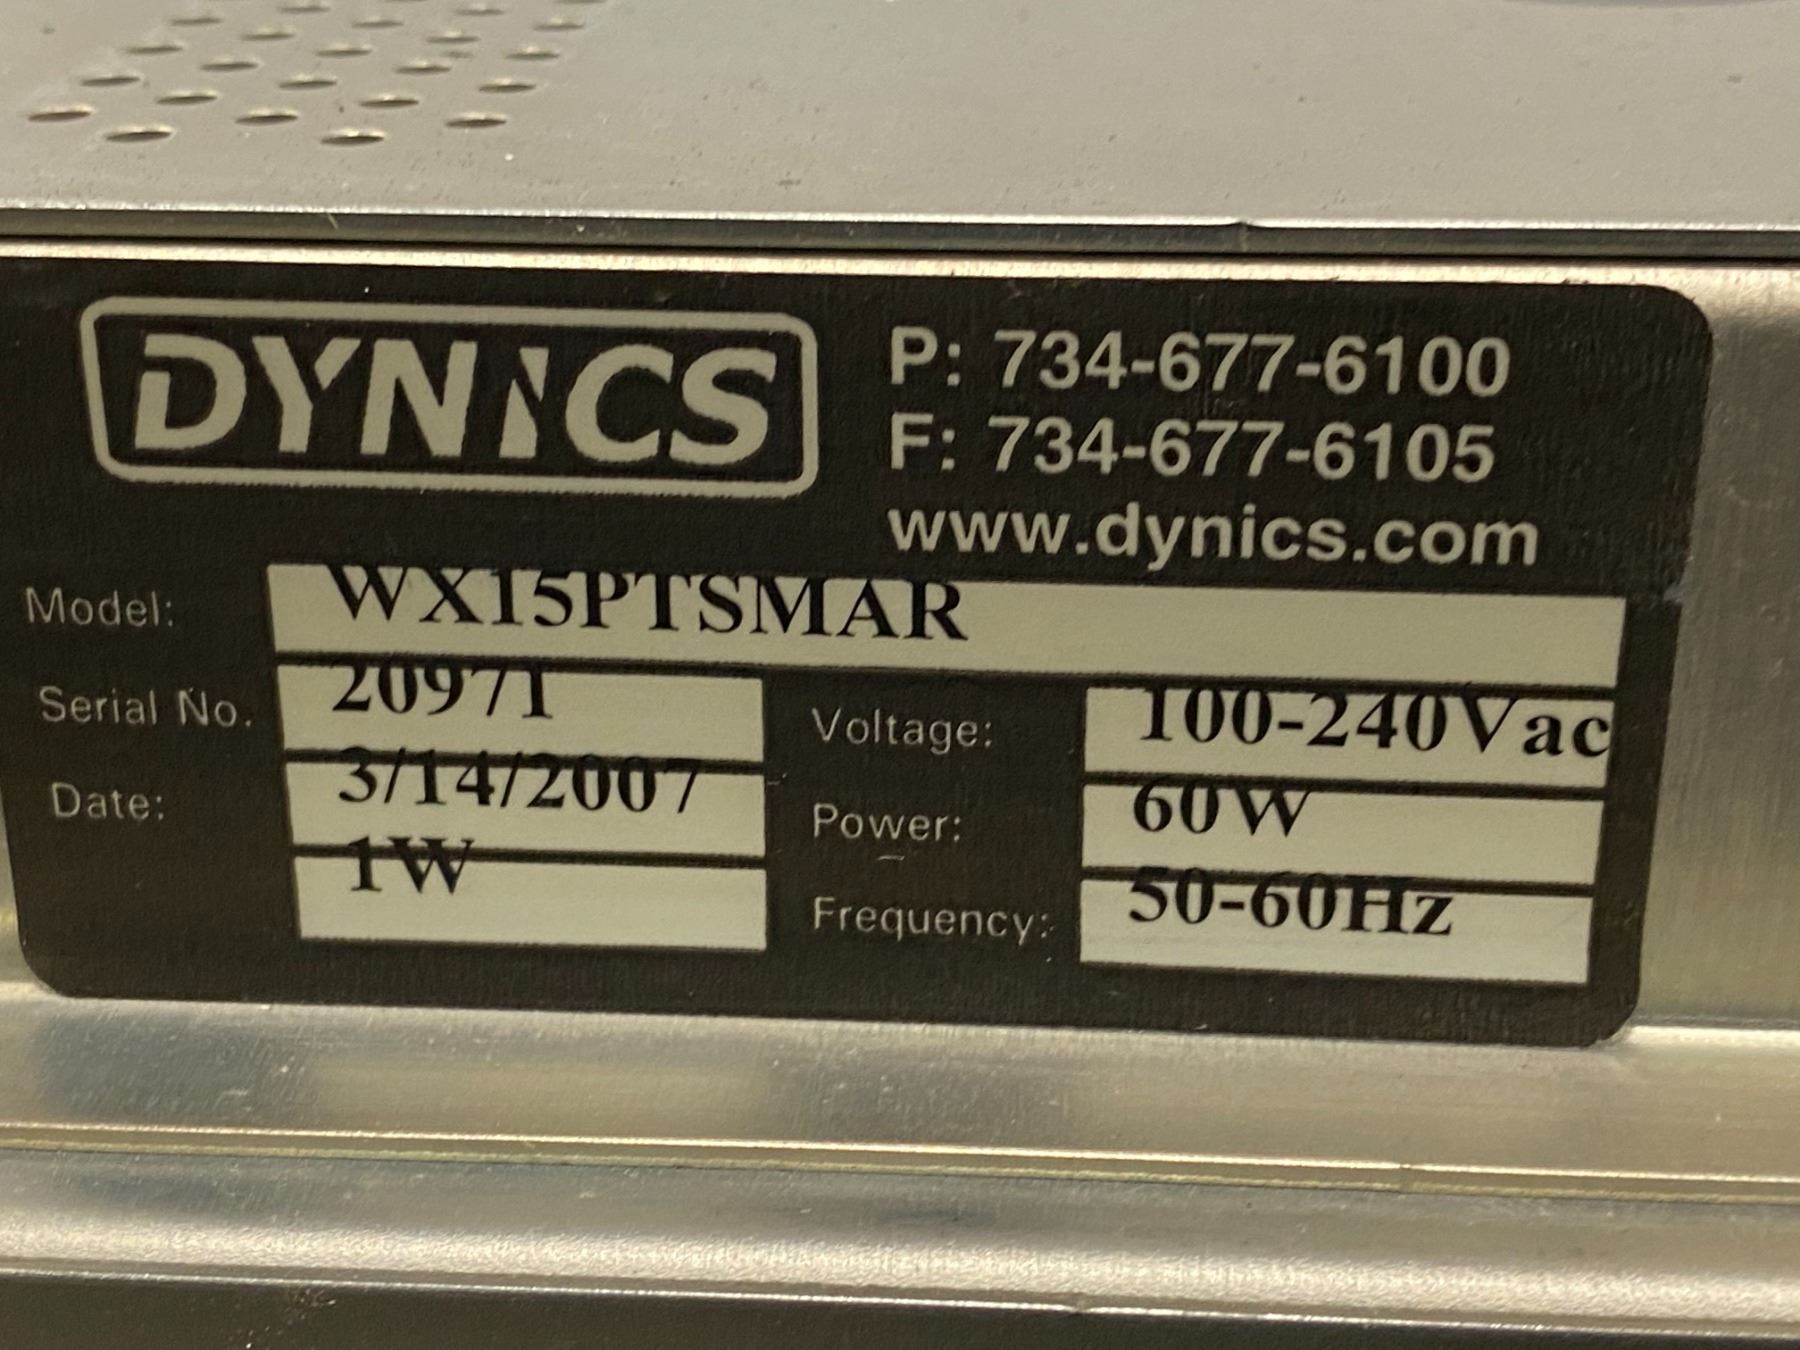 DYNICS
P: 734-677-6100
F: 734-677-6105
www.dynics.com
Model: WX15PTSMAR
Serial No. 20971
Voltage: 100-240Vac
Date: 3/14/2007
Power: 60W
1W
Frequency: 50-60Hz